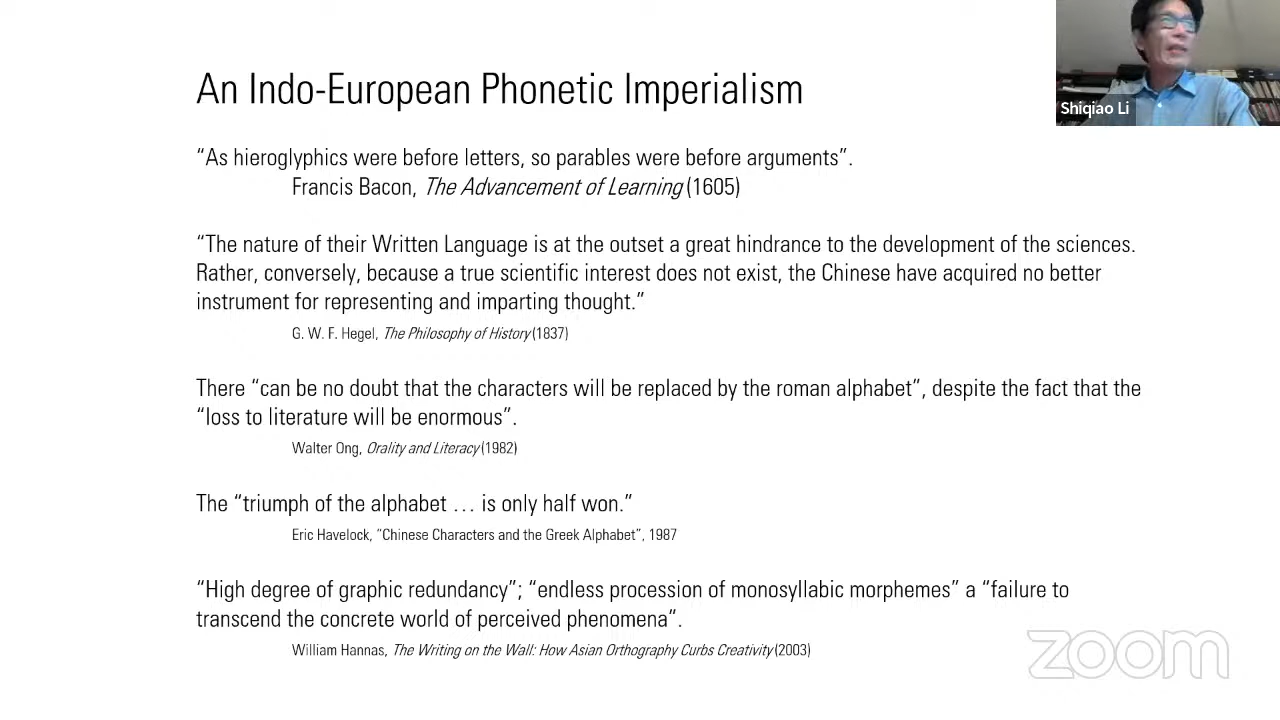 An Indo-European Phonetic Imperialism
Shiqiao Li
“As hieroglyphics were before letters, so parables were before arguments”.
Francis Bacon, The Advancement of Learning (1605)
“The nature of their Written Language is at the outset a great hindrance to the development of the sciences.
Rather, conversely, because a true scientific interest does not exist, the Chinese have acquired no better
instrument for representing and imparting thought.”
G. W. F. Hegel, The Philosophy of History (1837)
There “can be no doubt that the characters will be replaced by the roman alphabet”, despite the fact that the
“loss to literature will be enormous”.
Walter Ong, Orality and Literacy (1982)
The “triumph of the alphabet … is only half won.”
Eric Havelock, “Chinese Characters and the Greek Alphabet”, 1987
“High degree of graphic redundancy”; “endless procession of monosyllabic morphemes” a “failure to
transcend the concrete world of perceived phenomena”.
William Hannas, The Writing on the Wall: How Asian Orthography Curbs Creativity (2003)
zoom